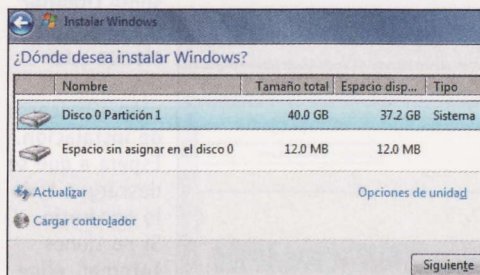 Instalar Windows
¿Dónde desea instalar Windows?
Nombre Tamaño total Espacio disp... Tipo
Disco 0 Partición 1 40.0 GB 37.2 GB Sistema
Espacio sin asignar en el disco 0 12.0 MB 12.0 MB
Actualizar Opciones de unidad
Cargar controlador
Siguiente